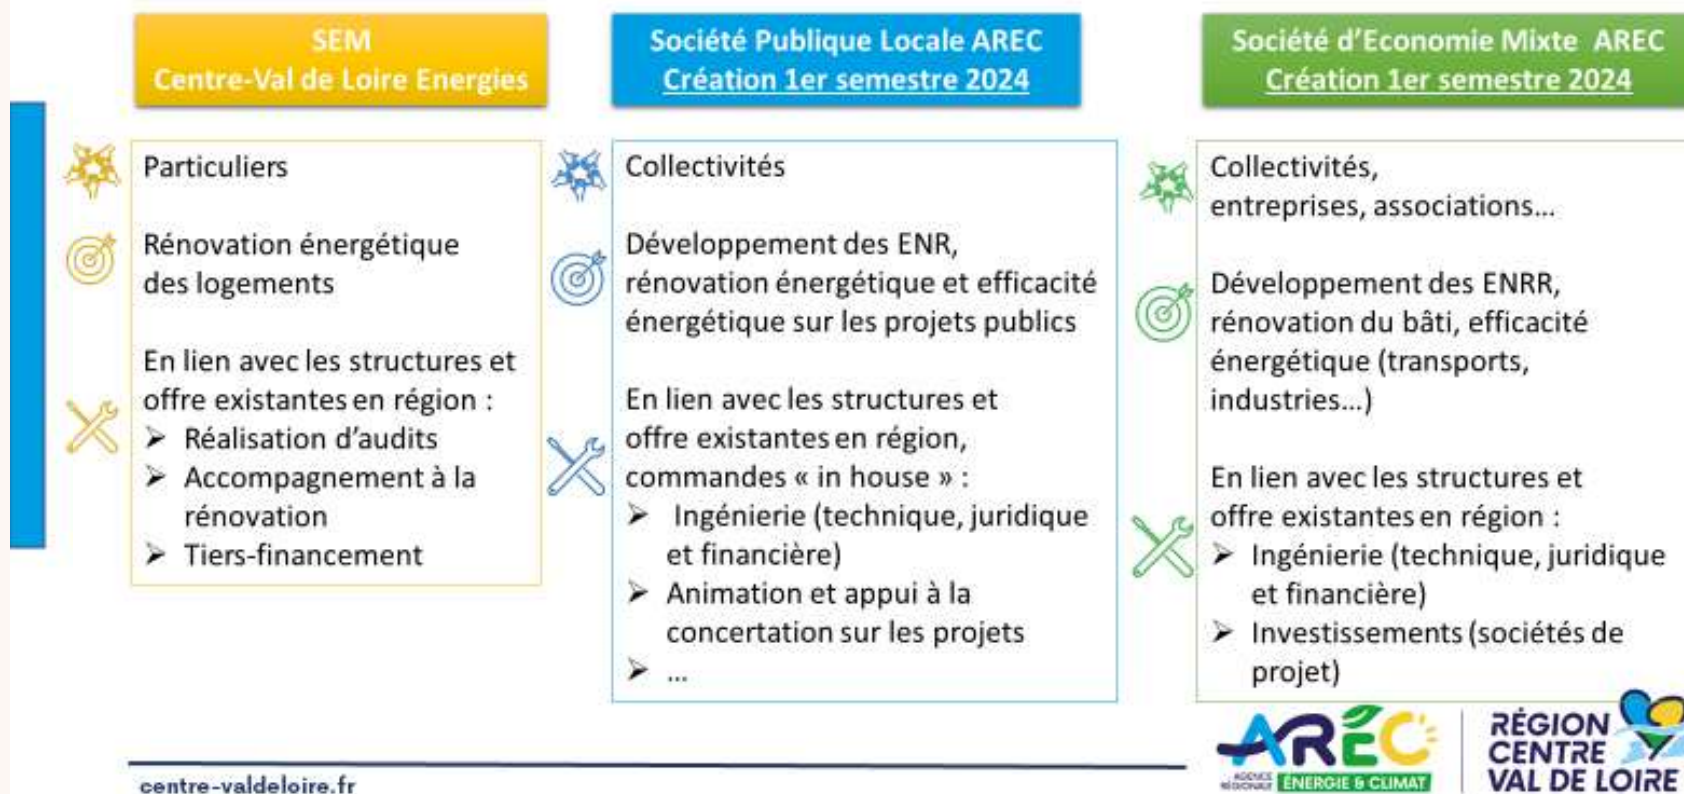 SEM
Centre-Val de Loire Energies
Particuliers
Rénovation énergétique
des logements
En lien avec les structures et
offre existantes en région :
➢ Réalisation d'audits
➢ Accompagnement à la
rénovation
➢ Tiers-financement
Société Publique Locale AREC
Création 1er semestre 2024
Collectivités
Développement des ENR,
rénovation énergétique et efficacité
énergétique sur les projets publics
En lien avec les structures et
offre existantes en région,
commandes « in house » :
➢ Ingénierie (technique, juridique
et financière)
➢ Animation et appui à la
concertation sur les projets
➢ ...
Société d'Economie Mixte AREC
Création 1er semestre 2024
Collectivités,
entreprises, associations...
Développement des ENRR,
rénovation du bâti, efficacité
énergétique (transports,
industries...)
En lien avec les structures et
offre existantes en région :
➢ Ingénierie (technique, juridique
et financière)
➢ Investissements (sociétés de
projet)
centre-valdeloire.fr
AREC
AGENCE
RÉGIONALE
ÉNERGIE & CLIMAT
RÉGION
CENTRE
VAL DE LOIRE